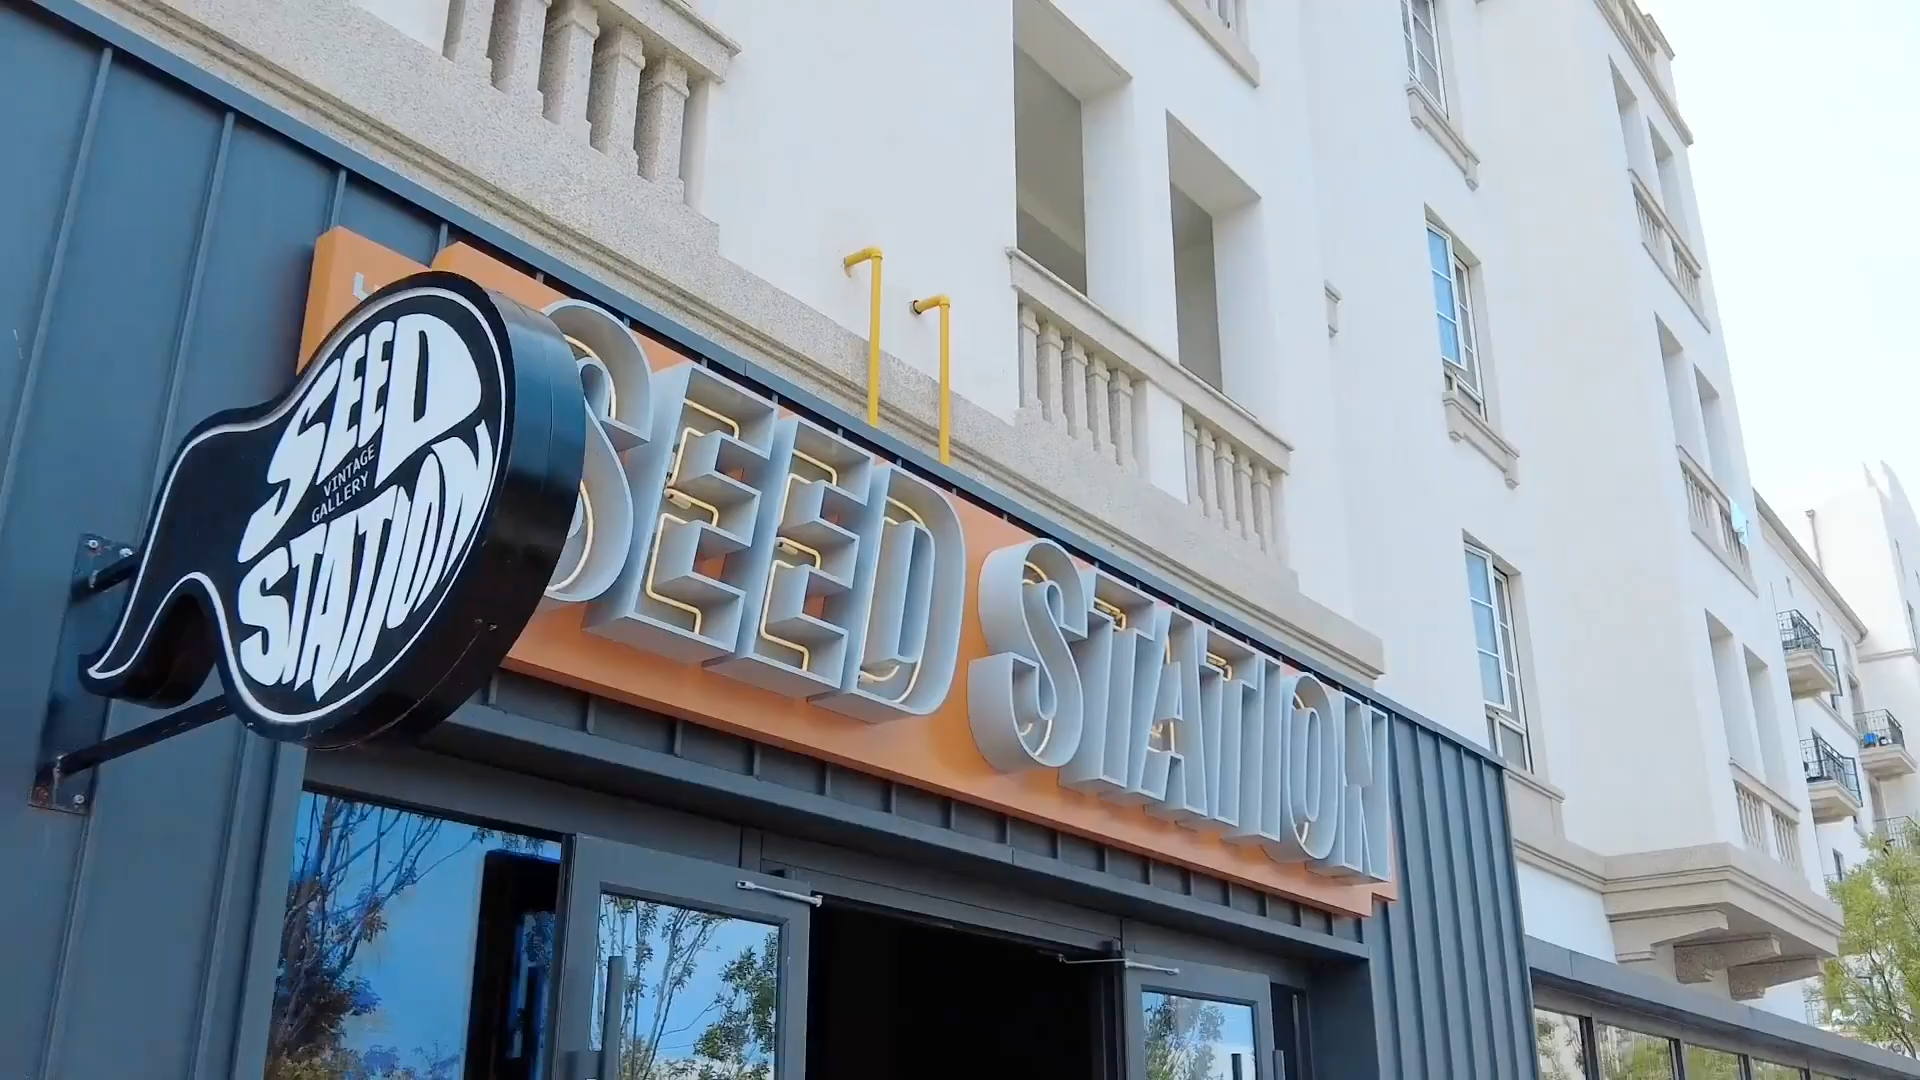 SEED
VINTAGE
GALLERY
STATION
SEED STATION